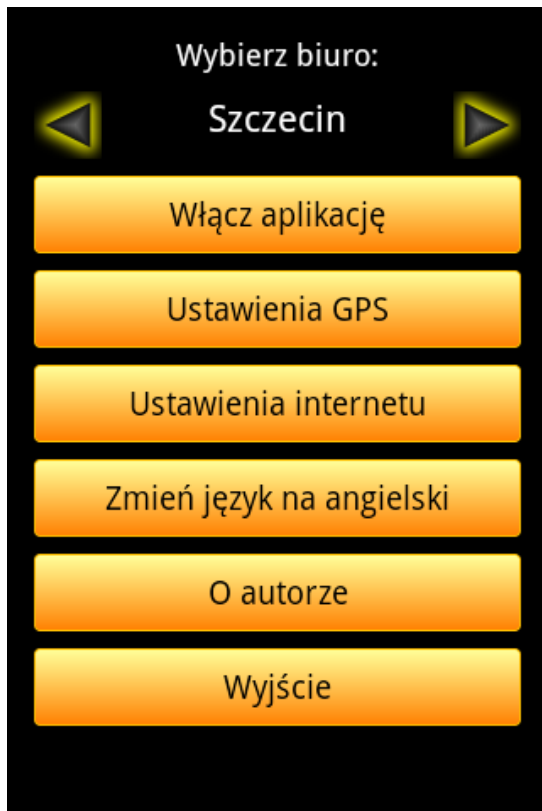 Wybierz biuro:
Szczecin
Włącz aplikację
Ustawienia GPS
Ustawienia internetu
Zmień język na angielski
O autorze
Wyjście